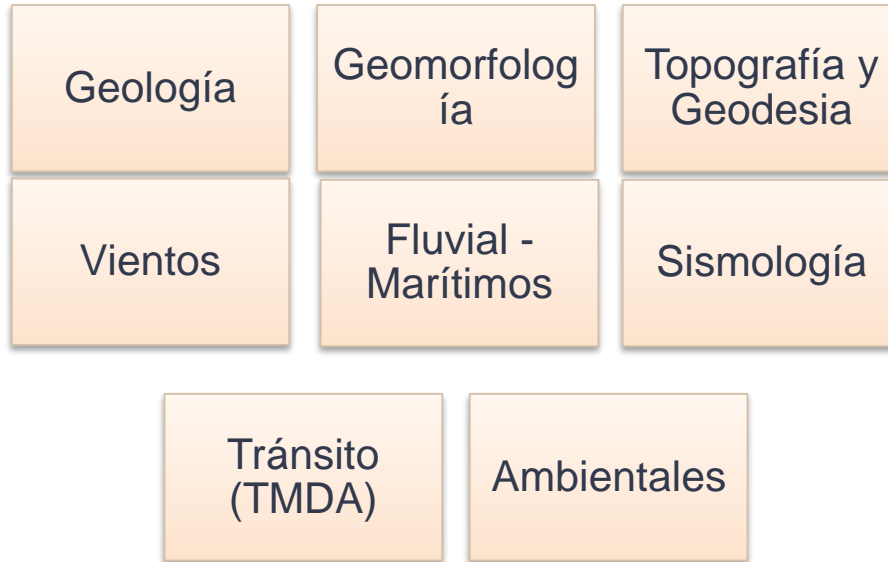 Geología
Geomorfolog
ía
Topografía y
Geodesia
Vientos
Fluvial -
Marítimos
Sismología
Tránsito
(TMDA)
Ambientales